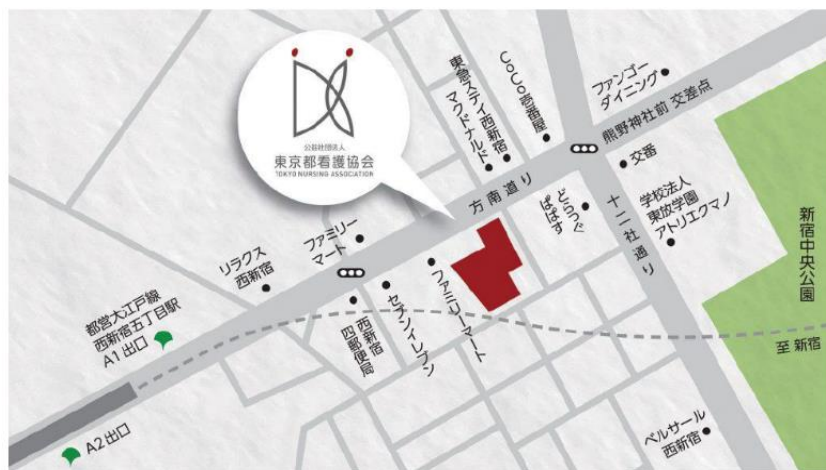 公益社団法人
東京都看護協会
TOKYO NURSING ASSOCIATION
東急ステイ西新宿
マクドナルド
CoCo壱番屋
ファンゴー
ダイニング
熊野神社前 交差点
交番
学校法人
東放学園
アトリエクマノ
新宿中央公園
方南通り
どらっぐ
ぱぱす
十二社通り
リラクス
西新宿
ファミリー
マート
都営大江戸線
西新宿五丁目駅
A1出口
西新宿
四郵便局
セブンイレブン
ファミリーマート
至 新宿
A2出口
ベルサール
西新宿